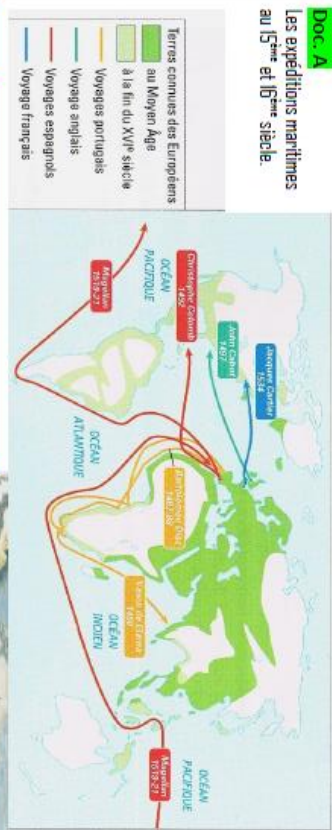 Doc. A
Les expéditions maritimes
au 15ème et 16ème siècle.
Terres connues des Européens
au Moyen Âge
à la fin du XVIe siècle
Voyages portugais
Voyage anglais
Voyages espagnols
Voyage français
Jacques Cartier
1534
John Cabot
1497
Christophe Colomb
1492
Bartolomeu Dias
Vasco de Gama
Magellan
1519-21
OCÉAN
PACIFIQUE
OCÉAN
ATLANTIQUE
OCÉAN
INDIEN
OCÉAN
PACIFIQUE
Magellan
1519-21